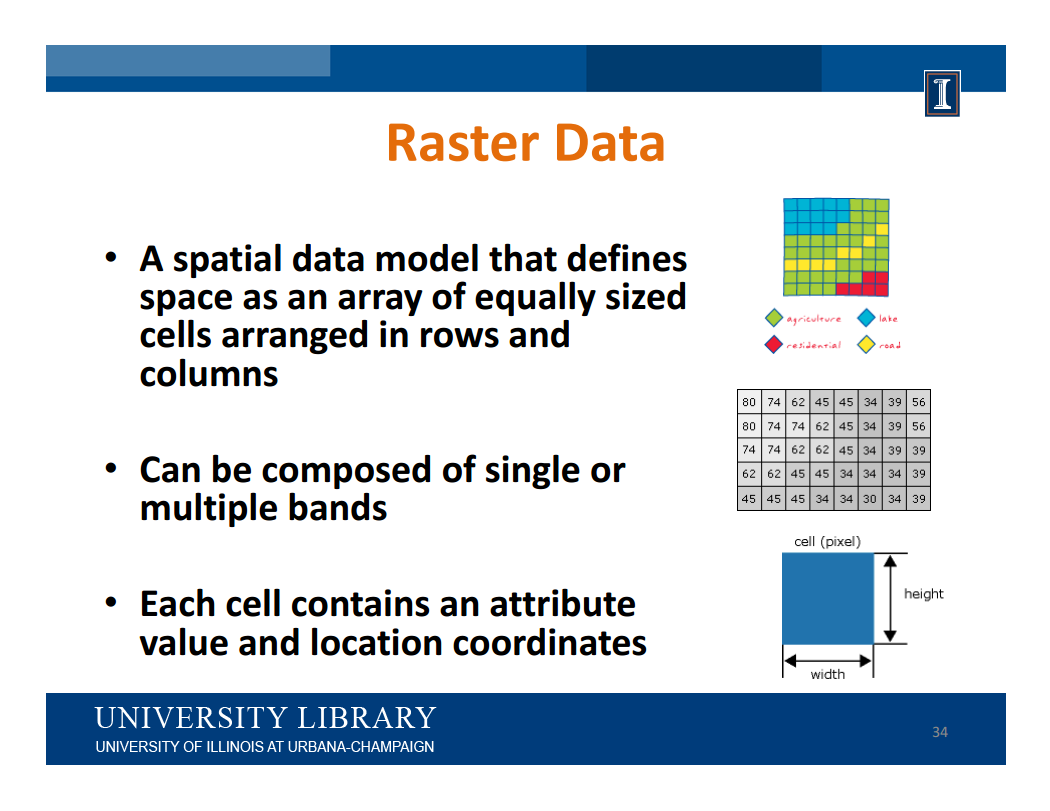 I
Raster Data
• A spatial data model that defines
space as an array of equally sized
cells arranged in rows and
columns
• Can be composed of single or
multiple bands
• Each cell contains an attribute
value and location coordinates
agriculture lake
residential road
80 74 62 45 45 34 39 56
80 74 74 62 45 34 39 56
74 74 62 62 45 34 39 39
62 62 45 45 34 34 34 39
45 45 45 34 34 30 34 39
cell (pixel)
height
width
UNIVERSITY LIBRARY
UNIVERSITY OF ILLINOIS AT URBANA-CHAMPAIGN
34